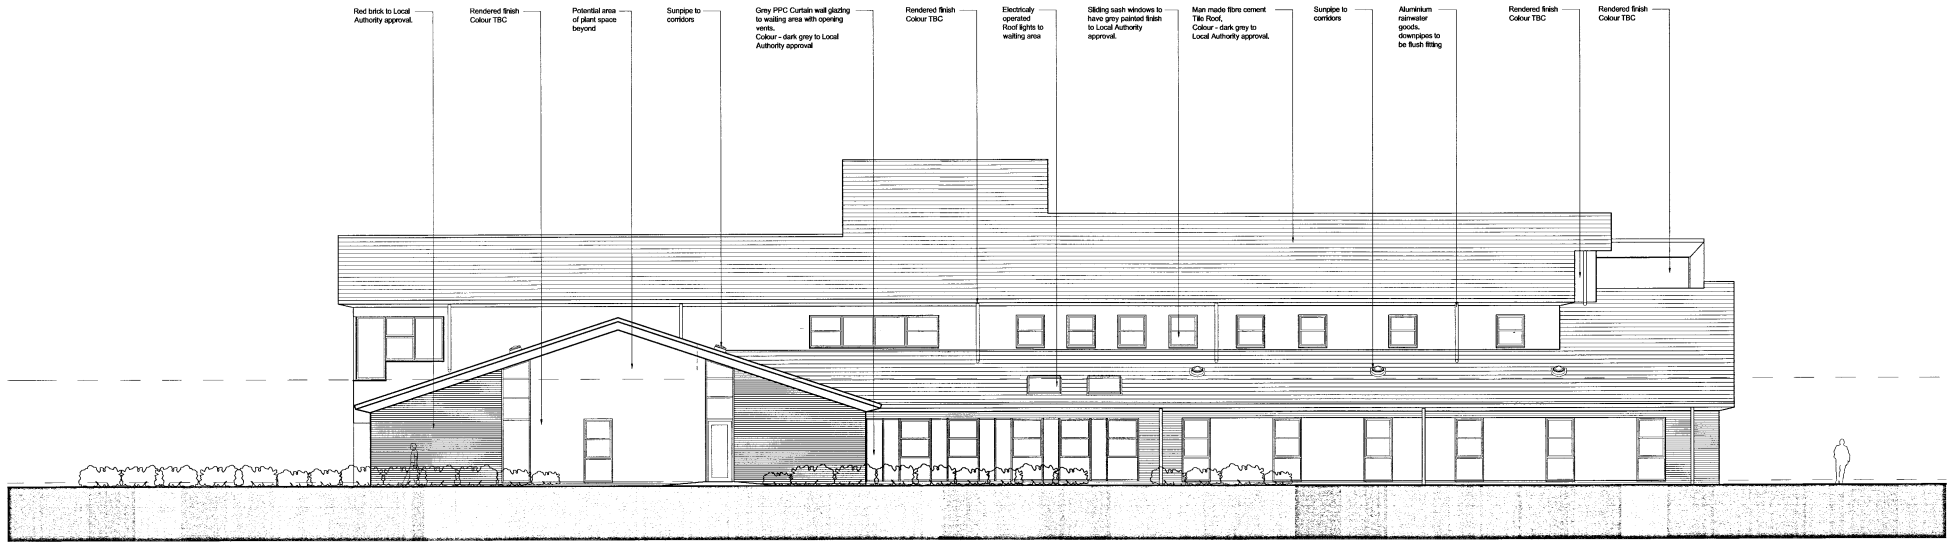 Red brick to Local
Authority approval.
Rendered finish
Colour TBC
Potential area
of plant space
beyond
Sunpipe to
corridors
Grey PPC Curtain wall glazing
to waiting area with opening
vents.
Colour - dark grey to Local
Authority approval
Rendered finish
Colour TBC
Electricaly
operated
Roof lights to
waiting area
Sliding sash windows to
have grey painted finish
to Local Authority
approval.
Man made fibre cement
Tile Roof,
Colour - dark grey to
Local Authority approval.
Sunpipe to
corridors
Aluminium
rainwater
goods.
downpipes to
be flush fitting
Rendered finish
Colour TBC
Rendered finish
Colour TBC